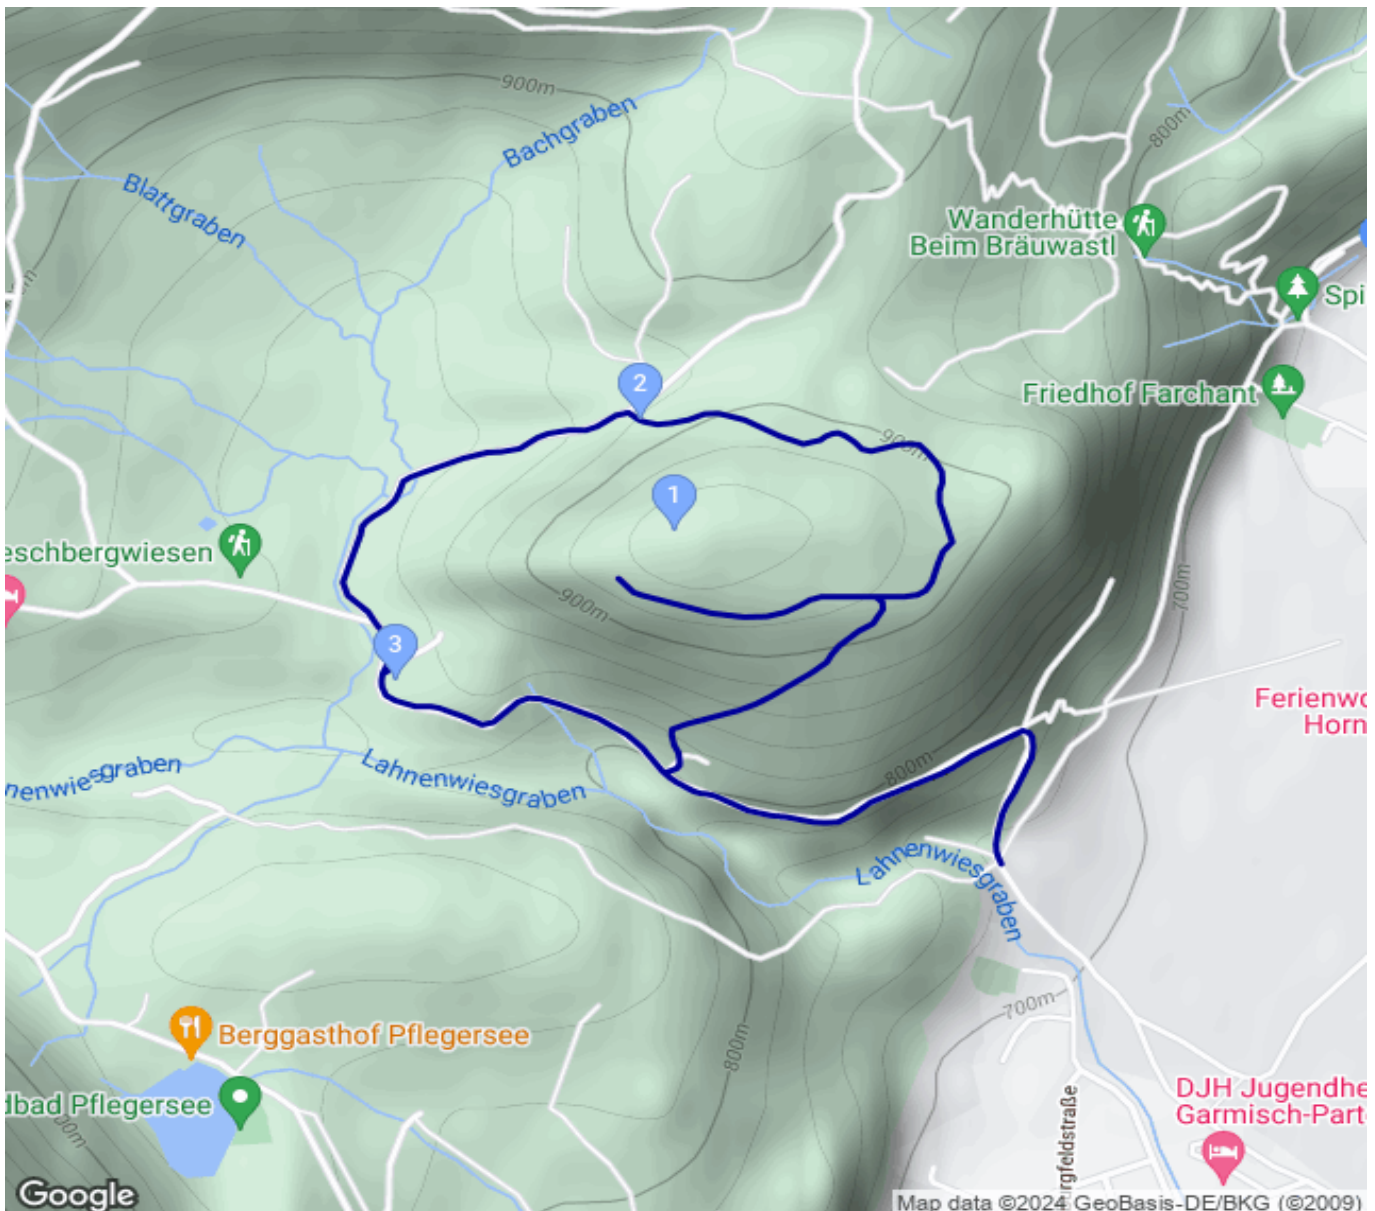 900m
Bachgraben
Blattgraben
Wanderhütte
Beim Bräuwastl
Spi
2
Friedhof Farchant
900m
1
eschbergwiesen
900m
700m
3
Ferienwo
Horn
nenwiesgraben
Lahnenwiesgraben
800m
Lahnenwiesgraben
700m
Berggasthof Pflegersee
800m
dbad Pflegersee
DJH Jugendhe
Garmisch-Part
rgfeldstraße
Google
Map data ©2024 GeoBasis-DE/BKG (©2009)
800m